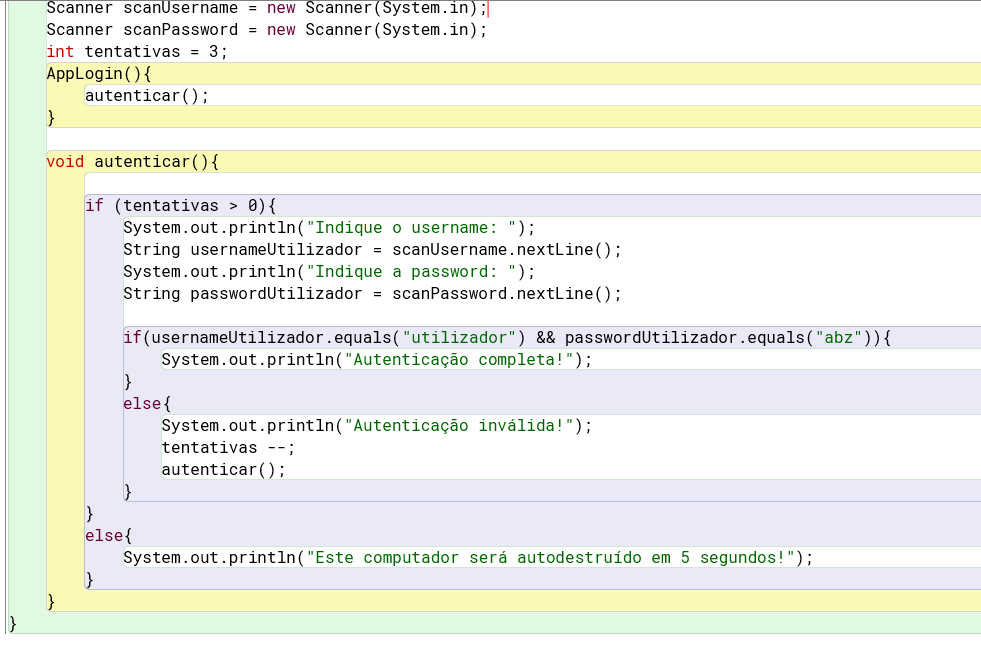 Scanner scanUsername = new Scanner(System.in);
Scanner scanPassword = new Scanner(System.in);
int tentativas = 3;
AppLogin(){
autenticar();
}
void autenticar(){
if (tentativas > 0){
System.out.println("Indique o username: ");
String usernameUtilizador = scanUsername.nextLine();
System.out.println("Indique a password: ");
String passwordUtilizador = scanPassword.nextLine();
if(usernameUtilizador.equals("utilizador") && passwordUtilizador.equals("abz")){
System.out.println("Autenticação completa!");
}
else{
System.out.println("Autenticação inválida!");
tentativas --;
autenticar();
}
}
else{
System.out.println("Este computador será autodestruído em 5 segundos!");
}
}
}